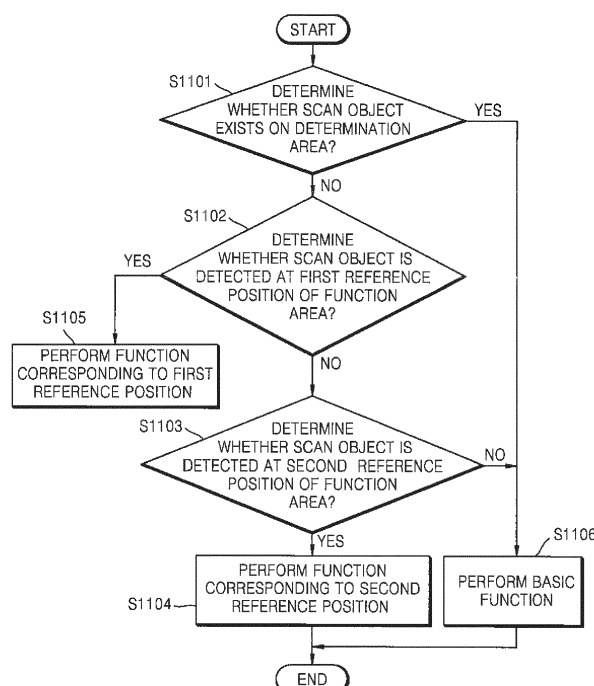 START
S1101
DETERMINE
WHETHER SCAN OBJECT
EXISTS ON DETERMINATION
AREA?
YES
NO
S1102
DETERMINE
WHETHER SCAN OBJECT IS
DETECTED AT FIRST REFERENCE
POSITION OF FUNCTION
AREA?
YES
NO
S1105
PERFORM FUNCTION
CORRESPONDING TO FIRST
REFERENCE POSITION
S1103
DETERMINE
WHETHER SCAN OBJECT IS
DETECTED AT SECOND REFERENCE
POSITION OF FUNCTION
AREA?
NO
YES
S1104
PERFORM FUNCTION
CORRESPONDING TO SECOND
REFERENCE POSITION
S1106
PERFORM BASIC
FUNCTION
END